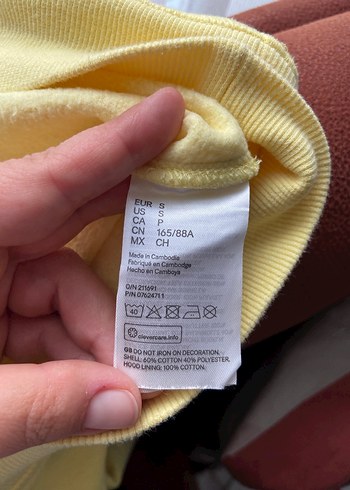 EUR S
US S
CA P
CN 165/88A
MX CH
Made in Cambodia
Fabriqué en Cambodge
Hecho en Camboya
O/N 211691
P/N 07624711
40
clevercare.info
GB DO NOT IRON ON DECORATION.
SHELL: 60% COTTON 40% POLYESTER.
HOOD LINING: 100% COTTON.